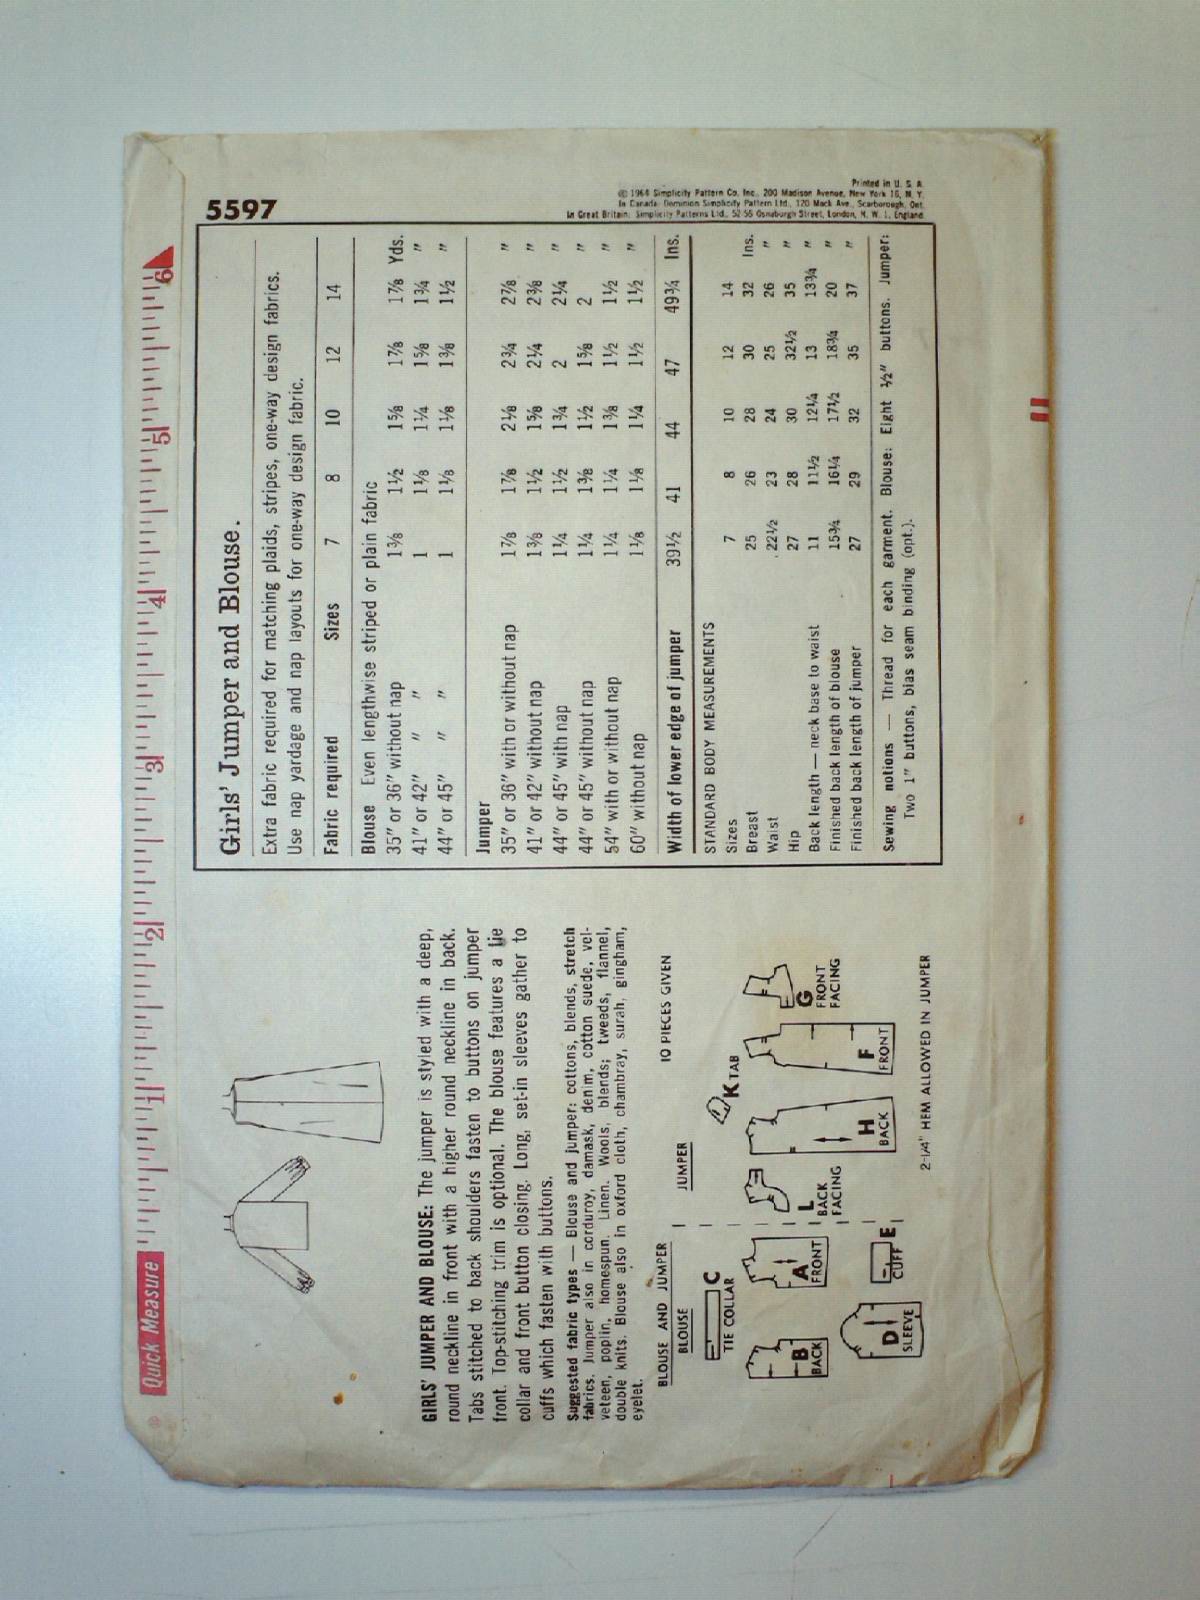 Quick Measure 1 2 3 4 5 6
GIRLS' JUMPER AND BLOUSE: The jumper is styled with a deep,
round neckline in front with a higher round neckline in back.
Tabs stitched to back shoulders fasten to buttons on jumper
front. Top-stitching trim is optional. The blouse features a tie
collar and front button closing. Long, set-in sleeves gather to
cuffs which fasten with buttons.
Suggested fabric types — Blouse and jumper: cottons, blends, stretch
fabrics. Jumper also in corduroy, damask, denim, cotton suede, vel-
veteen, poplin, homespun. Linen. Wools, blends; tweeds, flannel,
double knits. Blouse also in oxford cloth, chambray, surah, gingham,
eyelet.
BLOUSE AND JUMPER
10 PIECES GIVEN
BLOUSE
JUMPER
C
TIE COLLAR
K TAB
B
BACK
A
FRONT
L
BACK
FACING
H
BACK
F
FRONT
G
FRONT
FACING
D
SLEEVE
E
CUFF
2-1/4" HEM ALLOWED IN JUMPER
5597
Printed in U. S. A.
© 1964 Simplicity Pattern Co. Inc., 200 Madison Avenue, New York 16, N. Y.
In Canada: Dominion Simplicity Pattern Ltd., 120 Mack Ave., Scarborough, Ont.
In Great Britain: Simplicity Patterns Ltd., 52-56 Osnaburgh Street, London, N. W. 1, England
Girls' Jumper and Blouse.
Extra fabric required for matching plaids, stripes, one-way design fabrics.
Use nap yardage and nap layouts for one-way design fabric.
Fabric required Sizes 7 8 10 12 14
Blouse Even lengthwise striped or plain fabric
35" or 36" without nap 1⅜ 1½ 1⅝ 1⅞ 1⅞ Yds.
41" or 42" " " 1 1⅛ 1¼ 1⅝ 1¾ "
44" or 45" " " 1 1⅛ 1⅛ 1⅜ 1½ "
Jumper
35" or 36" with or without nap 1⅞ 1⅞ 2⅛ 2¾ 2⅞ "
41" or 42" without nap 1⅜ 1½ 1⅝ 2¼ 2⅜ "
44" or 45" with nap 1¼ 1½ 1¾ 2 2¼ "
44" or 45" without nap 1¼ 1⅜ 1½ 1⅝ 2 "
54" with or without nap 1¼ 1¼ 1⅜ 1½ 1½ "
60" without nap 1⅛ 1⅛ 1¼ 1½ 1½ "
Width of lower edge of jumper 39½ 41 44 47 49¾ Ins.
STANDARD BODY MEASUREMENTS
Sizes 7 8 10 12 14
Breast 25 26 28 30 32 Ins.
Waist 22½ 23 24 25 26 "
Hip 27 28 30 32½ 35 "
Back length — neck base to waist 11 11½ 12¼ 13 13¾ "
Finished back length of blouse 15¾ 16¼ 17½ 18¾ 20 "
Finished back length of jumper 27 29 32 35 37 "
Sewing notions — Thread for each garment. Blouse: Eight ½" buttons. Jumper:
Two 1" buttons, bias seam binding (opt.).